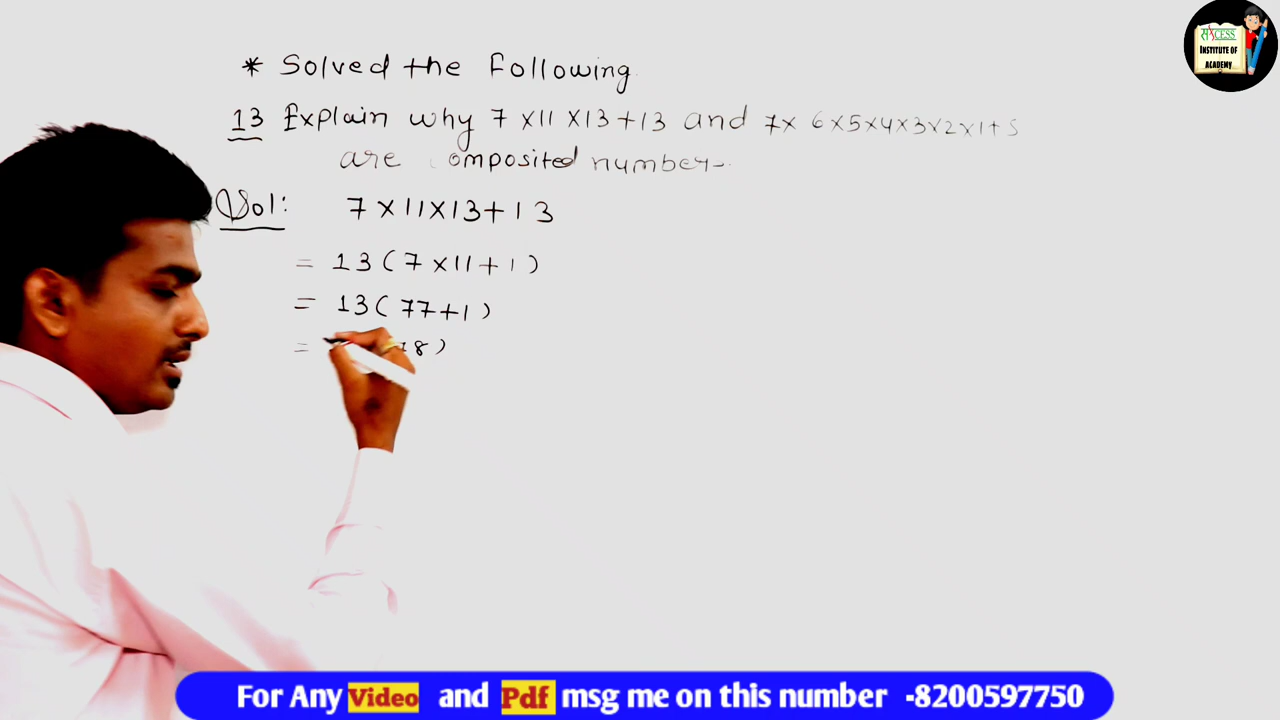 सक्CESS
INSTITUTE OF
ACADEMY
* Solved the following
13 Explain why 7 x 11 x 13 + 13 and 7 x 6 x 5 x 4 x 3 x 2 x 1 + 5
are omposited number
Sol: 7 x 11 x 13 + 13
= 13 ( 7 x 11 + 1 )
= 13 ( 77 + 1 )
= 8 )
For Any Video and Pdf msg me on this number -8200597750